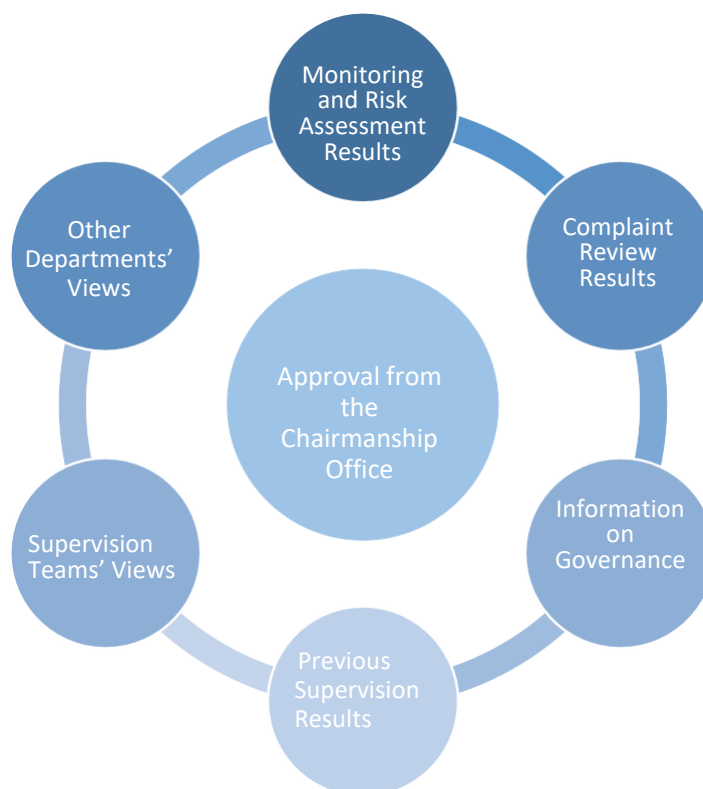 Monitoring
and Risk
Assessment
Results
Complaint
Review
Results
Information
on
Governance
Previous
Supervision
Results
Supervision
Teams’ Views
Other
Departments’
Views
Approval from
the
Chairmanship
Office